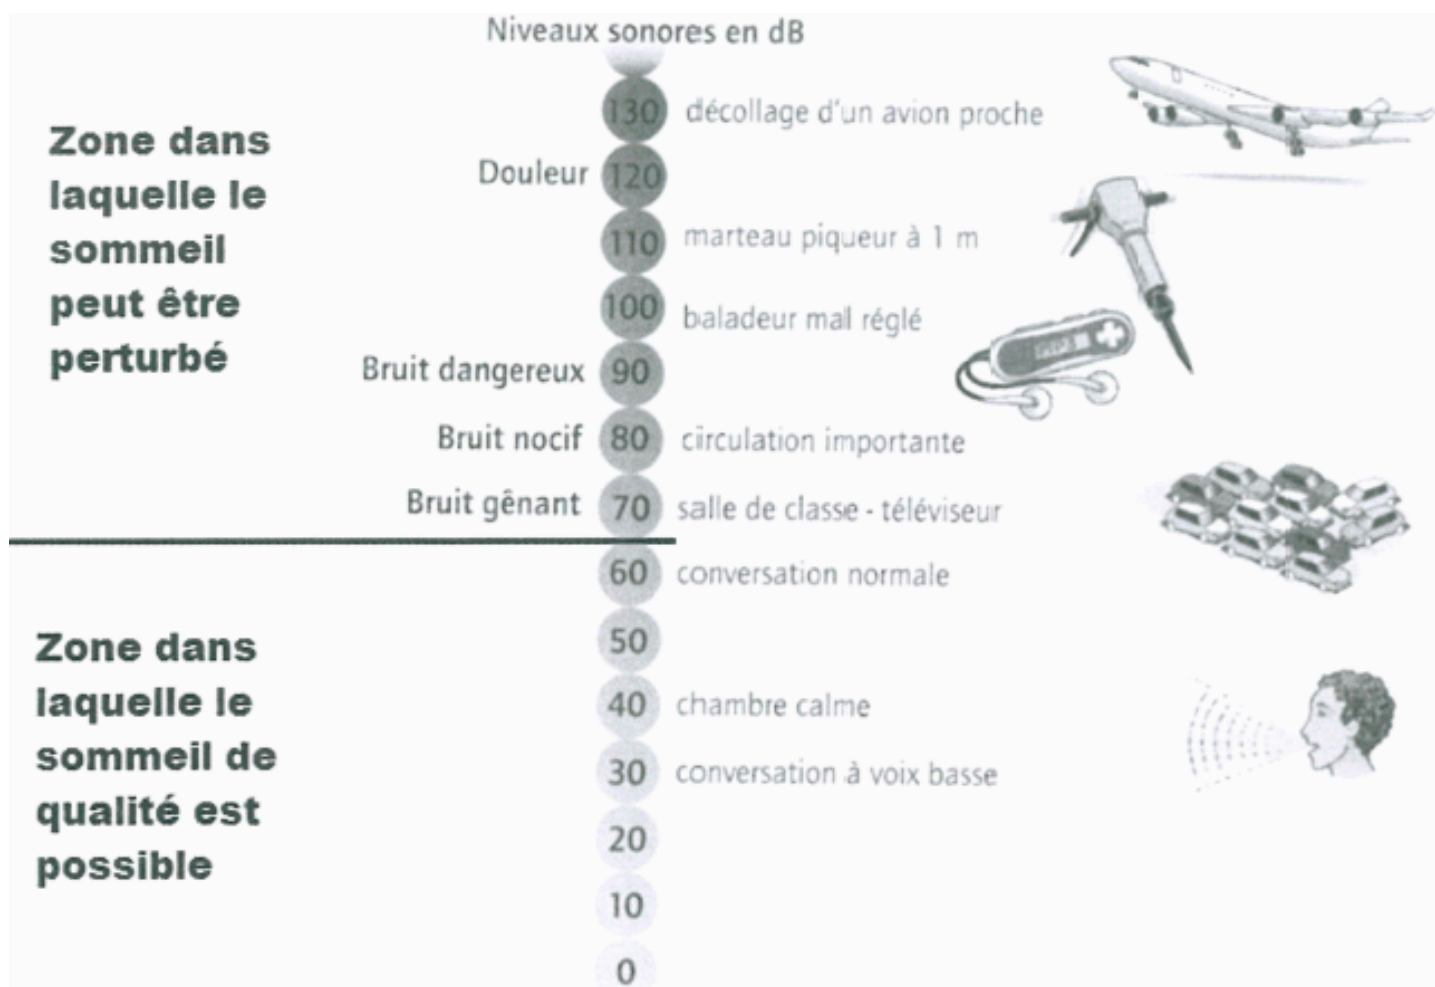 Niveaux sonores en dB
130 décollage d'un avion proche
Zone dans
laquelle le
sommeil
peut être
perturbé
Douleur 120
110 marteau piqueur à 1 m
100 baladeur mal réglé
Bruit dangereux 90
Bruit nocif 80 circulation importante
Bruit gênant 70 salle de classe - téléviseur
60 conversation normale
50
Zone dans
laquelle le
sommeil de
qualité est
possible
40 chambre calme
30 conversation à voix basse
20
10
0